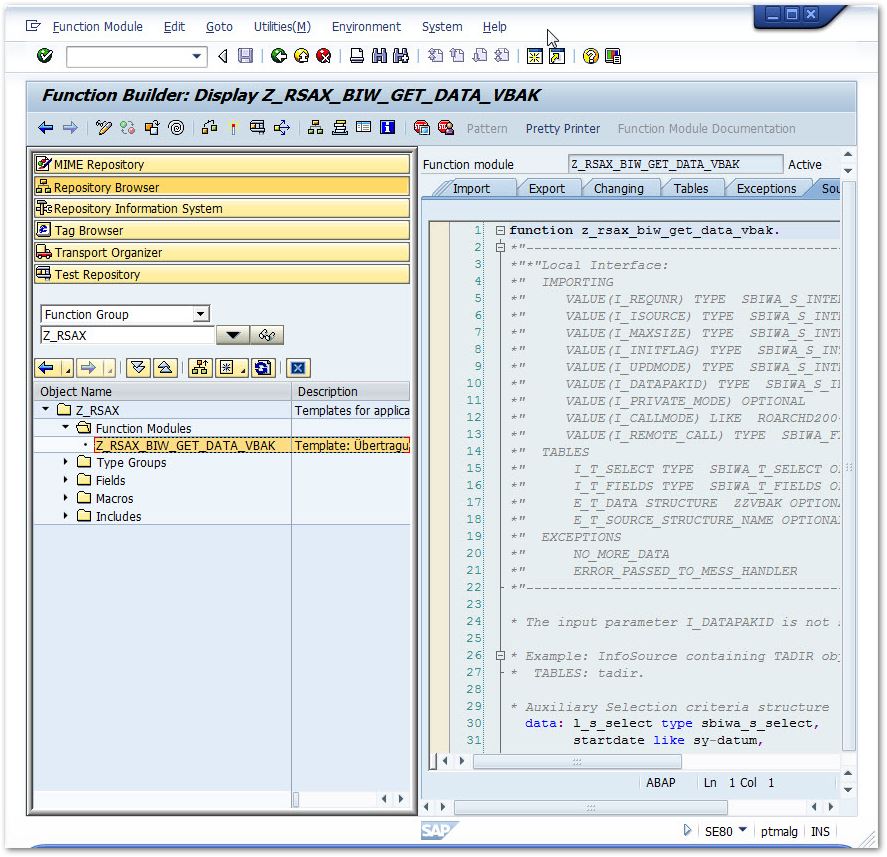 Function Module Edit Goto Utilities(M) Environment System Help
Function Builder: Display Z_RSAX_BIW_GET_DATA_VBAK
Pattern Pretty Printer Function Module Documentation
MIME Repository
Repository Browser
Repository Information System
Tag Browser
Transport Organizer
Test Repository
Function Group
Z_RSAX
Object Name Description
Z_RSAX Templates for applica
Function Modules
Z_RSAX_BIW_GET_DATA_VBAK Template: Übertragu
Type Groups
Fields
Macros
Includes
Function module Z_RSAX_BIW_GET_DATA_VBAK Active
Import Export Changing Tables Exceptions Sou
1 function z_rsax_biw_get_data_vbak.
2 *"----------------------------------------
3 *"*"Local Interface:
4 *" IMPORTING
5 *" VALUE(I_REQUNR) TYPE SBIWA_S_INTE
6 *" VALUE(I_ISOURCE) TYPE SBIWA_S_INT
7 *" VALUE(I_MAXSIZE) TYPE SBIWA_S_INT
8 *" VALUE(I_INITFLAG) TYPE SBIWA_S_IN
9 *" VALUE(I_UPDMODE) TYPE SBIWA_S_INT
10 *" VALUE(I_DATAPAKID) TYPE SBIWA_S_I
11 *" VALUE(I_PRIVATE_MODE) OPTIONAL
12 *" VALUE(I_CALLMODE) LIKE ROARCHD200-
13 *" VALUE(I_REMOTE_CALL) TYPE SBIWA_F
14 *" TABLES
15 *" I_T_SELECT TYPE SBIWA_T_SELECT O
16 *" I_T_FIELDS TYPE SBIWA_T_FIELDS O
17 *" E_T_DATA STRUCTURE ZZVBAK OPTIONA
18 *" E_T_SOURCE_STRUCTURE_NAME OPTIONA
19 *" EXCEPTIONS
20 *" NO_MORE_DATA
21 *" ERROR_PASSED_TO_MESS_HANDLER
22 *"----------------------------------------
23
24 * The input parameter I_DATAPAKID is not
25
26 * Example: InfoSource containing TADIR obj
27 * TABLES: tadir.
28
29 * Auxiliary Selection criteria structure
30 data: l_s_select type sbiwa_s_select,
31 startdate like sy-datum,
ABAP Ln 1 Col 1
SAP
SE80 ptmalg INS